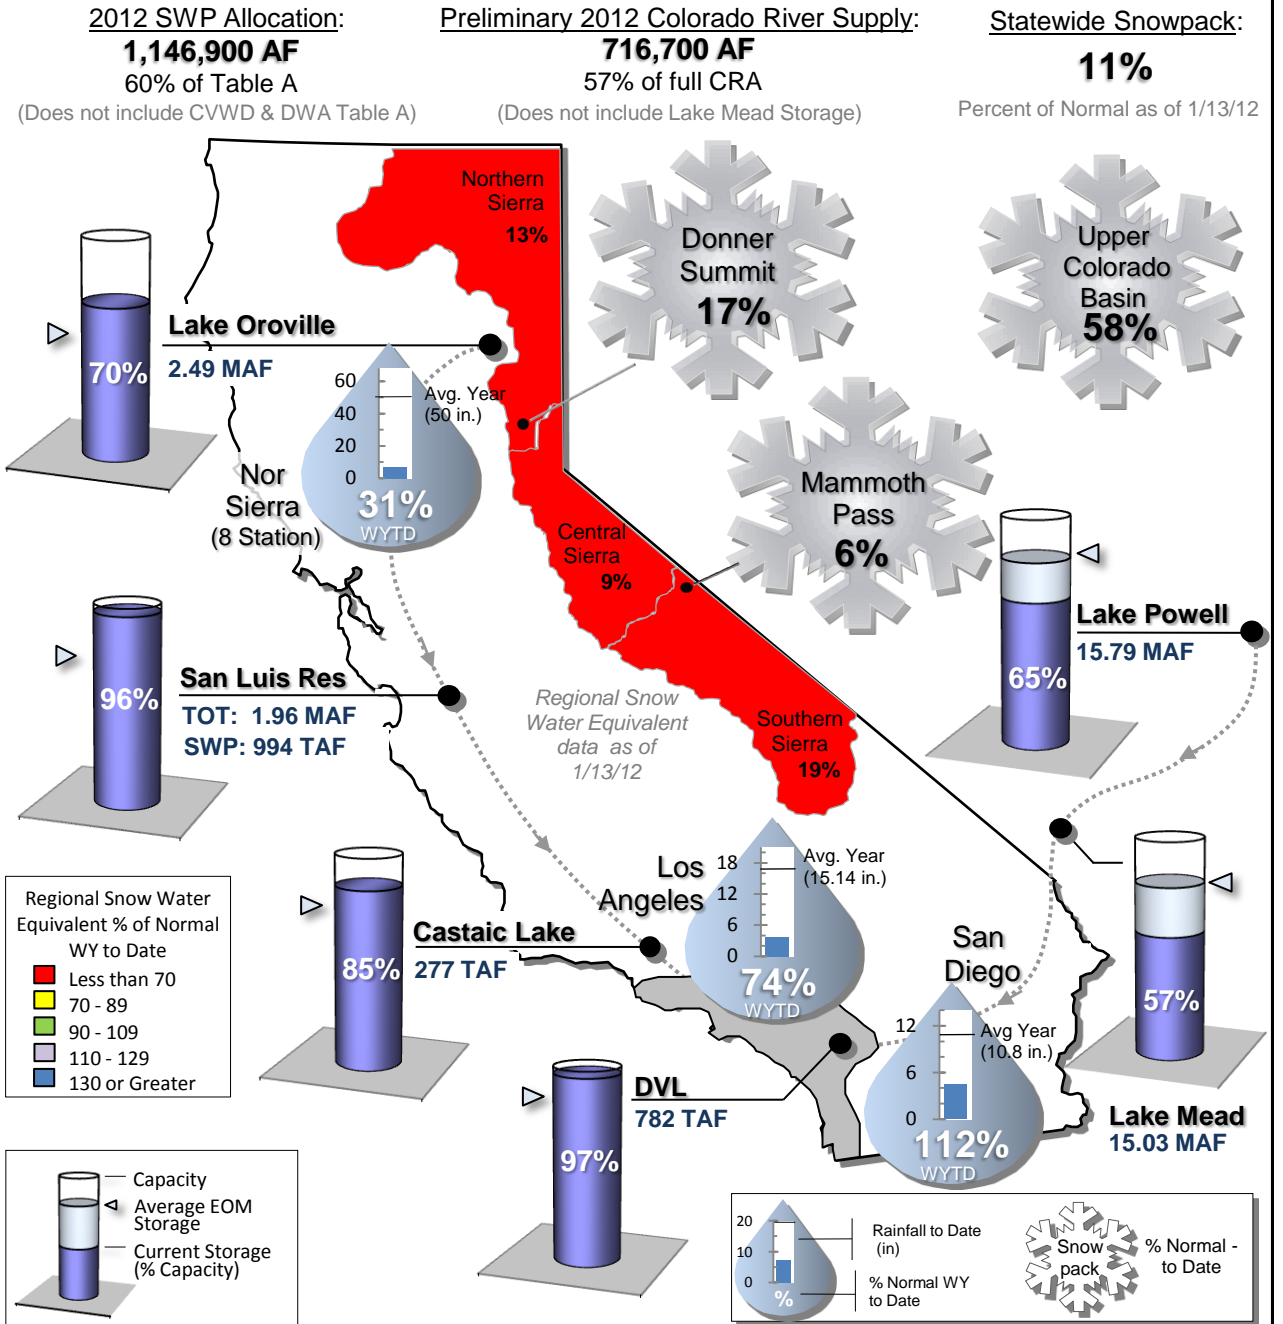 2012 SWP Allocation:
1,146,900 AF
60% of Table A
(Does not include CVWD & DWA Table A)
Preliminary 2012 Colorado River Supply:
716,700 AF
57% of full CRA
(Does not include Lake Mead Storage)
Statewide Snowpack:
11%
Percent of Normal as of 1/13/12
Northern
Sierra
13%
Donner
Summit
17%
Upper
Colorado
Basin
58%
Lake Oroville
2.49 MAF
70%
60
40
20
0
Avg. Year
(50 in.)
31%
WYTD
Nor
Sierra
(8 Station)
Mammoth
Pass
6%
Central
Sierra
9%
Lake Powell
15.79 MAF
65%
San Luis Res
TOT: 1.96 MAF
SWP: 994 TAF
96%
Regional Snow
Water Equivalent
data as of
1/13/12
Southern
Sierra
19%
Los
Angeles
18
12
6
0
Avg. Year
(15.14 in.)
74%
WYTD
Castaic Lake
277 TAF
85%
San
Diego
12
6
0
Avg Year
(10.8 in.)
112%
WYTD
57%
Lake Mead
15.03 MAF
DVL
782 TAF
97%
Regional Snow Water
Equivalent % of Normal
WY to Date
Less than 70
70 - 89
90 - 109
110 - 129
130 or Greater
Capacity
Average EOM
Storage
Current Storage
(% Capacity)
20
10
0
%
Rainfall to Date
(in)
% Normal WY
to Date
Snow
pack
% Normal -
to Date